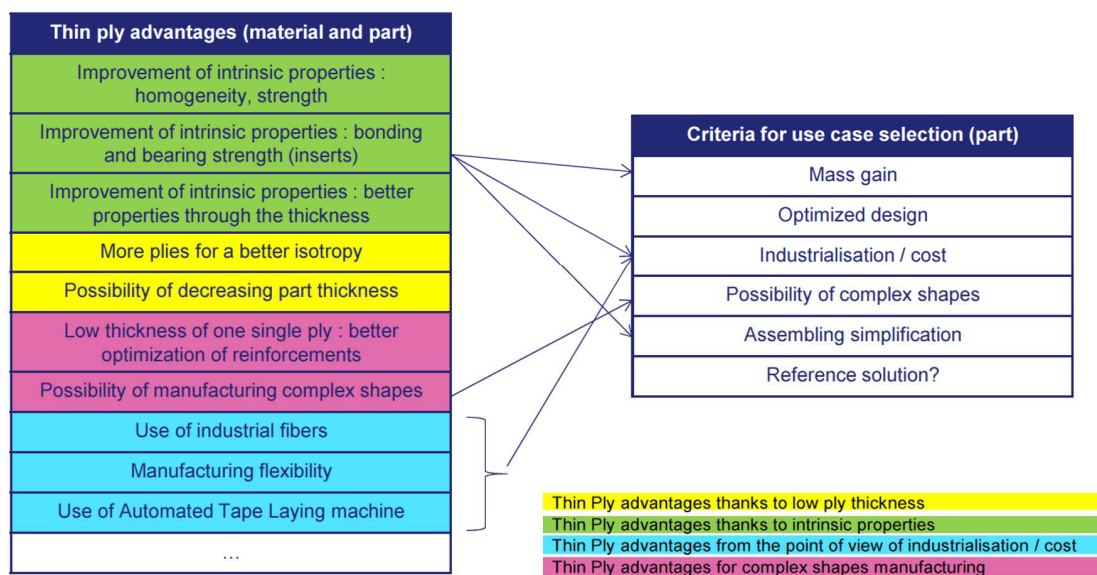 Thin ply advantages (material and part)
Improvement of intrinsic properties :
homogeneity, strength
Improvement of intrinsic properties : bonding
and bearing strength (inserts)
Improvement of intrinsic properties : better
properties through the thickness
More plies for a better isotropy
Possibility of decreasing part thickness
Low thickness of one single ply : better
optimization of reinforcements
Possibility of manufacturing complex shapes
Use of industrial fibers
Manufacturing flexibility
Use of Automated Tape Laying machine
…
Criteria for use case selection (part)
Mass gain
Optimized design
Industrialisation / cost
Possibility of complex shapes
Assembling simplification
Reference solution?
Thin Ply advantages thanks to low ply thickness
Thin Ply advantages thanks to intrinsic properties
Thin Ply advantages from the point of view of industrialisation / cost
Thin Ply advantages for complex shapes manufacturing